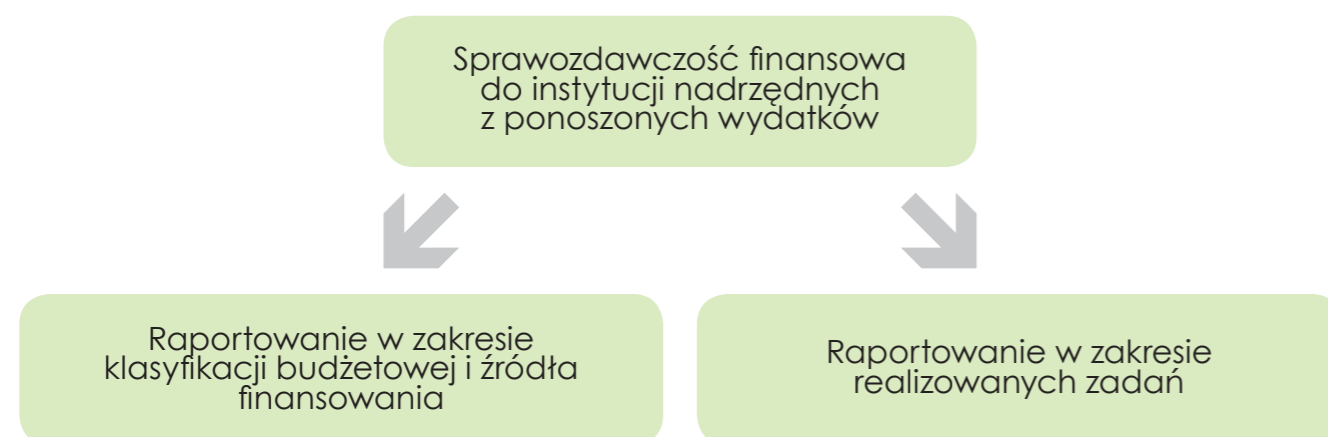 Sprawozdawczość finansowa
do instytucji nadrzędnych
z ponoszonych wydatków
Raportowanie w zakresie
klasyfikacji budżetowej i źródła
finansowania
Raportowanie w zakresie
realizowanych zadań